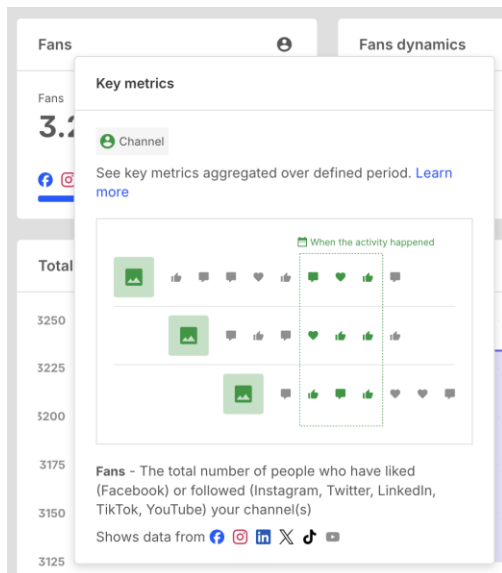 Fans
Fans dynamics
Fans
Key metrics
Channel
See key metrics aggregated over defined period. Learn
more
When the activity happened
Total
3250
3225
3200
3175
3150
3125
Fans - The total number of people who have liked
(Facebook) or followed (Instagram, Twitter, LinkedIn,
TikTok, YouTube) your channel(s)
Shows data from